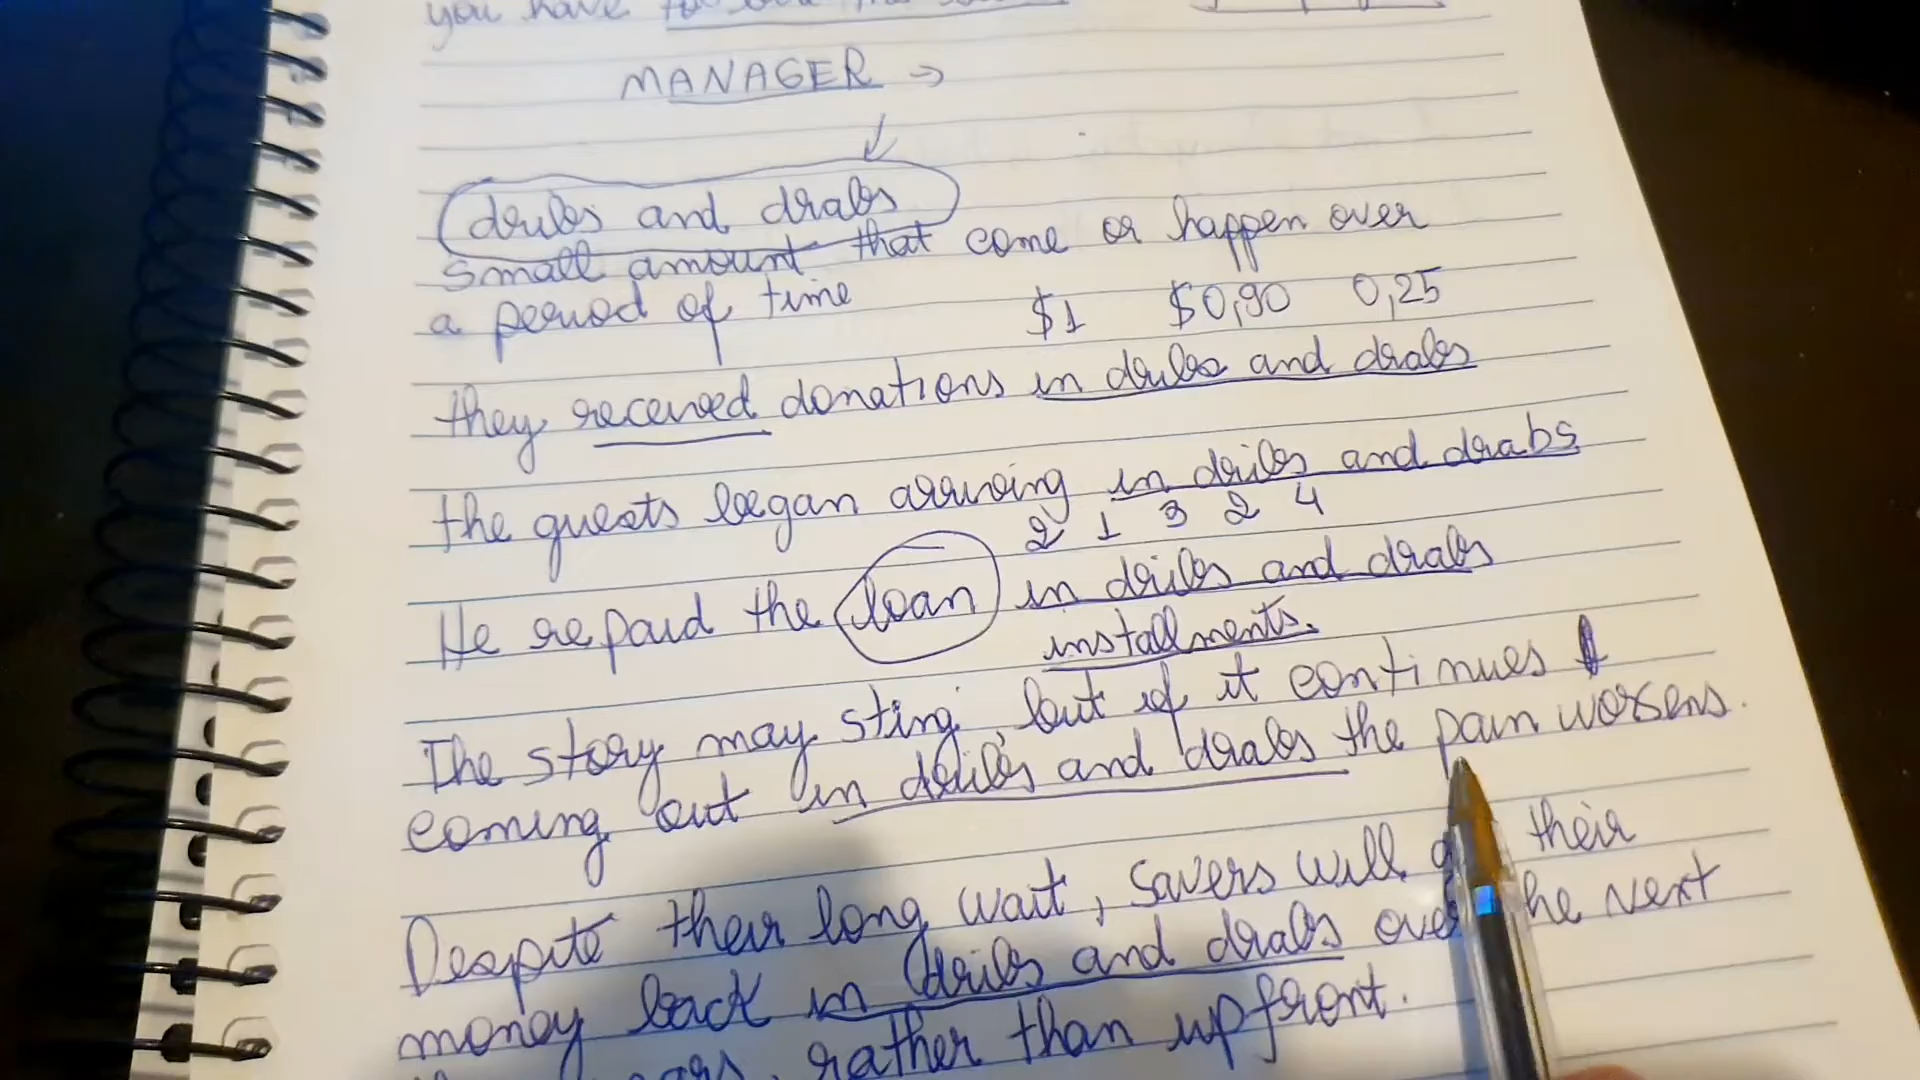 you have to
MANAGER →
dribs and drabs
small amount that come or happen over
a period of time $1 $0,90 0,25
they received donations in dribs and drabs
the guests began arriving in dribs and drabs
2 1 3 2 4
He repaid the loan in dribs and drabs
installments.
The story may sting, but if it continues
coming out in dribs and drabs the pain worsens.
Despite their long wait, savers will their
money back in dribs and drabs over the next
rather than upfront.